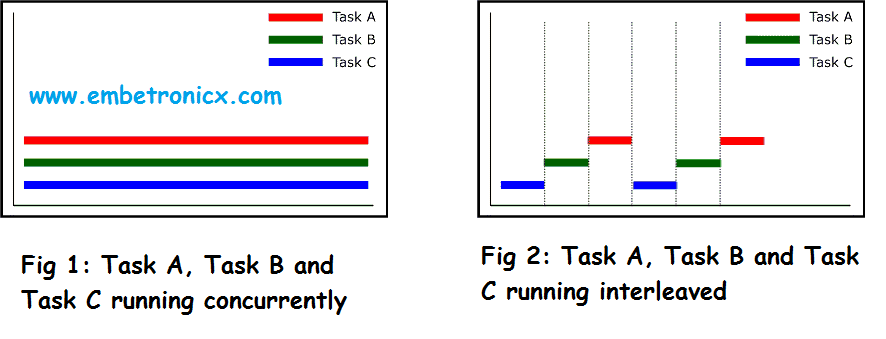 Task A
Task B
Task C
www.embetronicx.com
Fig 1: Task A, Task B and
Task C running concurrently
Task A
Task B
Task C
Fig 2: Task A, Task B and Task
C running interleaved